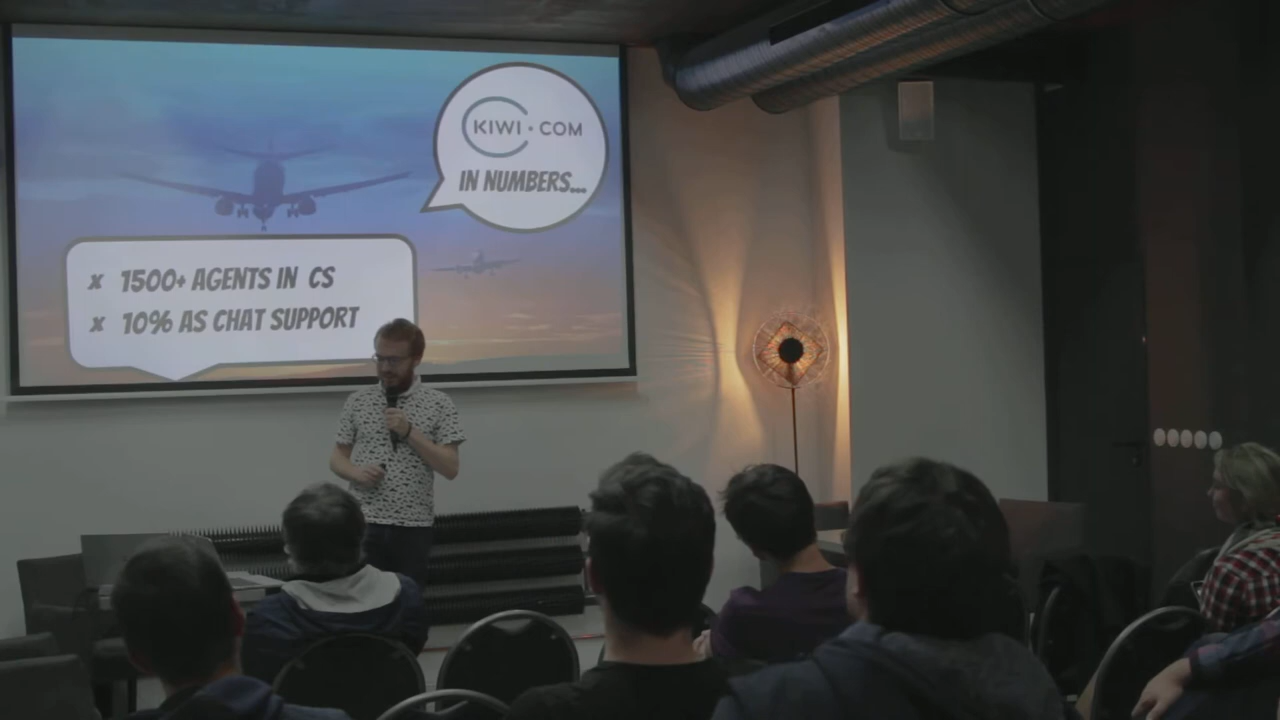 KIWI.COM
IN NUMBERS...
x 1500+ AGENTS IN CS
x 10% AS CHAT SUPPORT